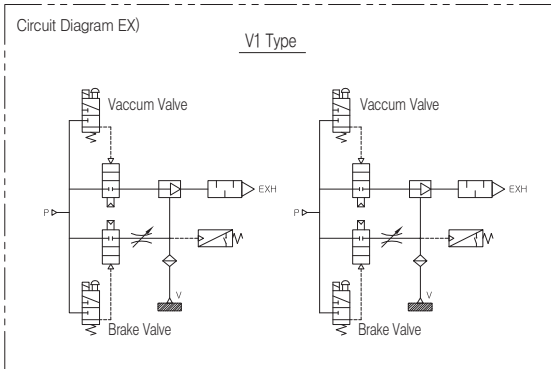 Circuit Diagram EX)
V1 Type
Vaccum Valve
EXH
P
V
Brake Valve
Vaccum Valve
EXH
P
V
Brake Valve